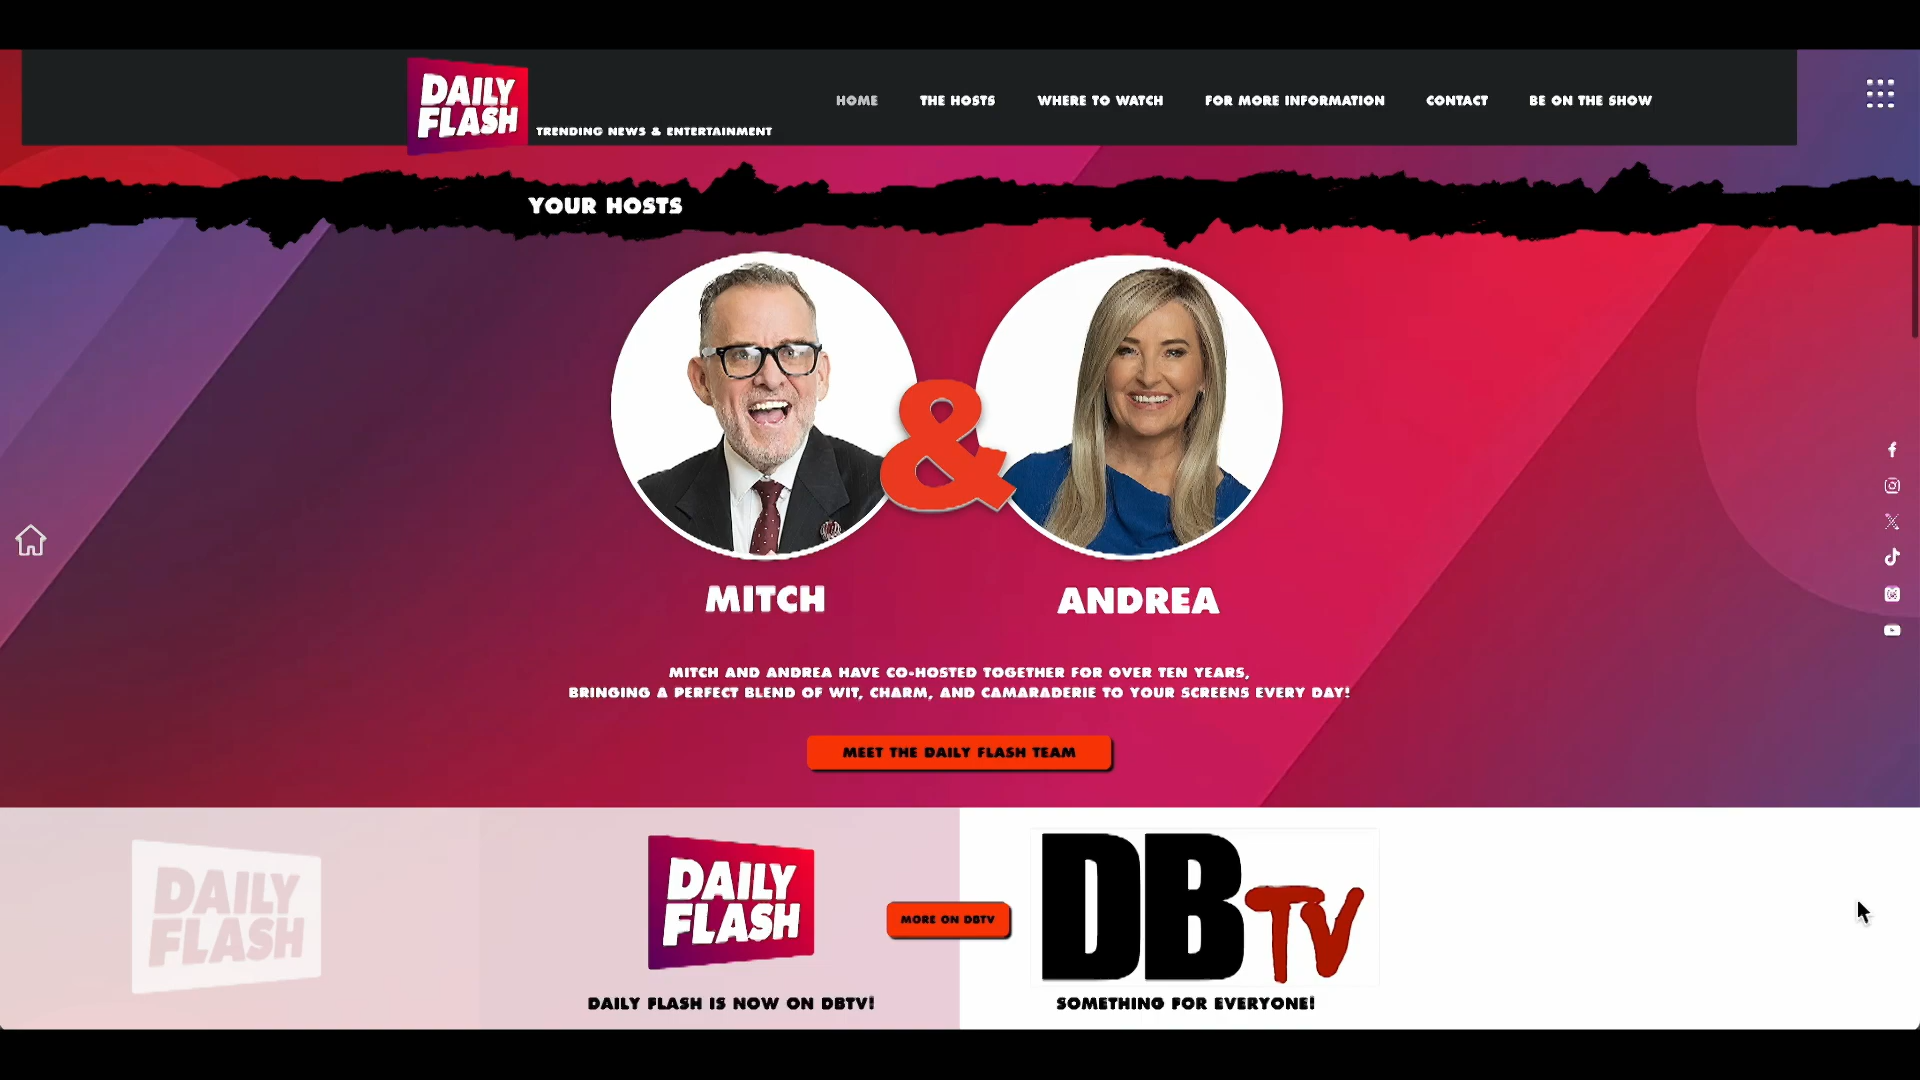 DAILY
FLASH
TRENDING NEWS & ENTERTAINMENT
HOME
THE HOSTS
WHERE TO WATCH
FOR MORE INFORMATION
CONTACT
BE ON THE SHOW
YOUR HOSTS
&
MITCH
ANDREA
MITCH AND ANDREA HAVE CO-HOSTED TOGETHER FOR OVER TEN YEARS,
BRINGING A PERFECT BLEND OF WIT, CHARM, AND CAMARADERIE TO YOUR SCREENS EVERY DAY!
MEET THE DAILY FLASH TEAM
DAILY
FLASH
DAILY
FLASH
MORE ON DBTV
DBTV
DAILY FLASH IS NOW ON DBTV!
SOMETHING FOR EVERYONE!